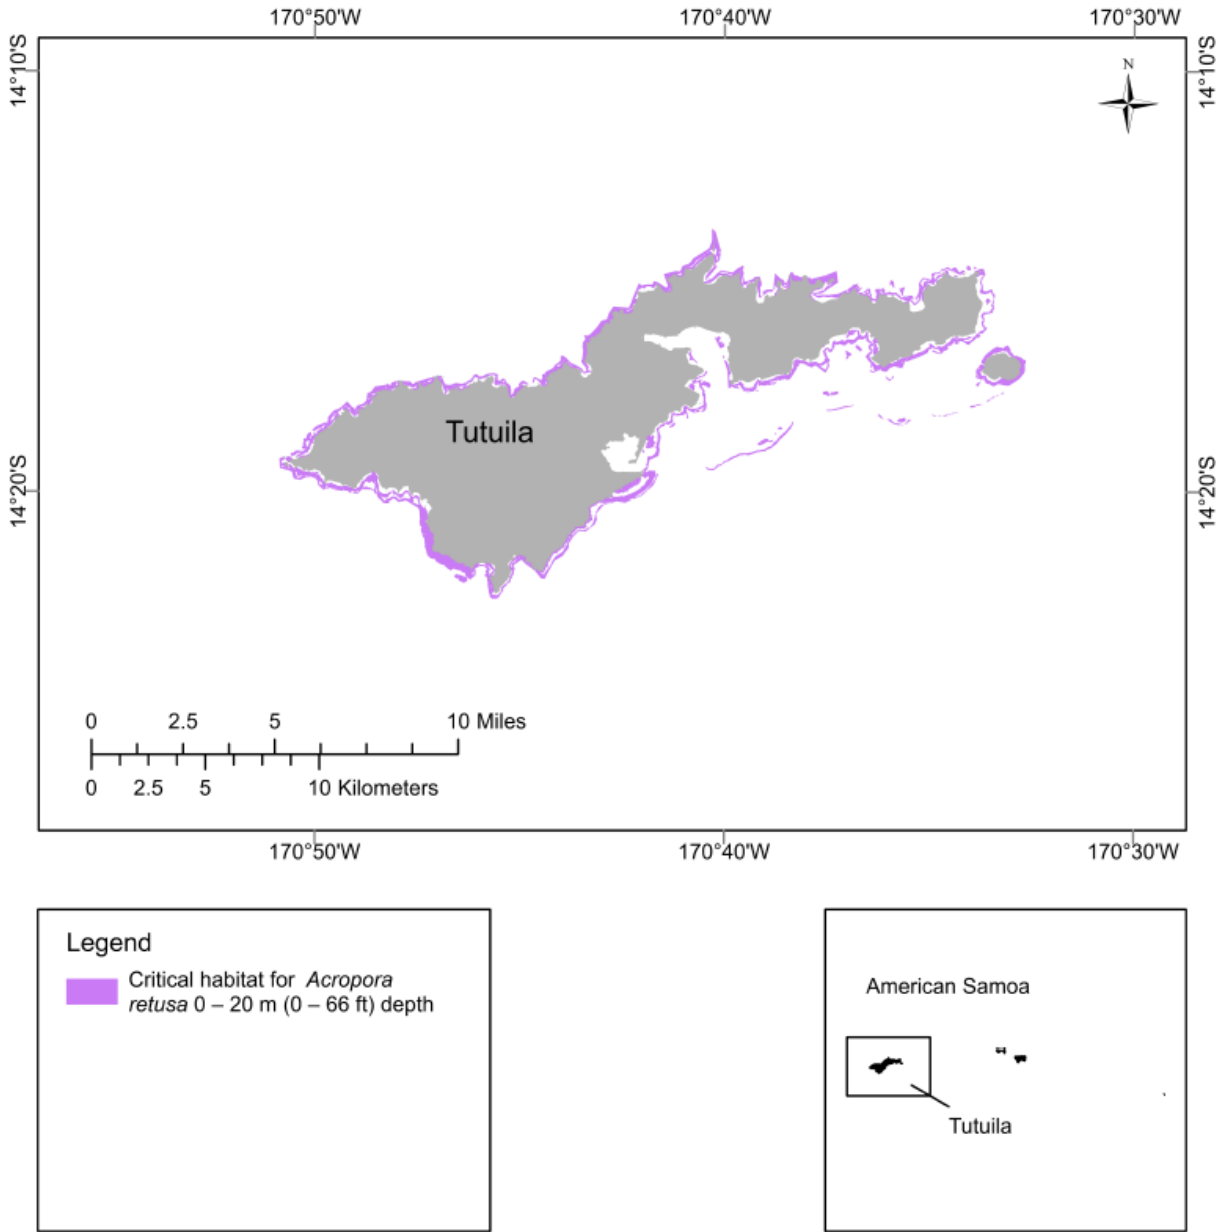 170°50'W 170°40'W 170°30'W
14°10'S 14°10'S
N
Tutuila
14°20'S 14°20'S
0 2.5 5 10 Miles
0 2.5 5 10 Kilometers
170°50'W 170°40'W 170°30'W
Legend
Critical habitat for Acropora
retusa 0 – 20 m (0 – 66 ft) depth
American Samoa
Tutuila